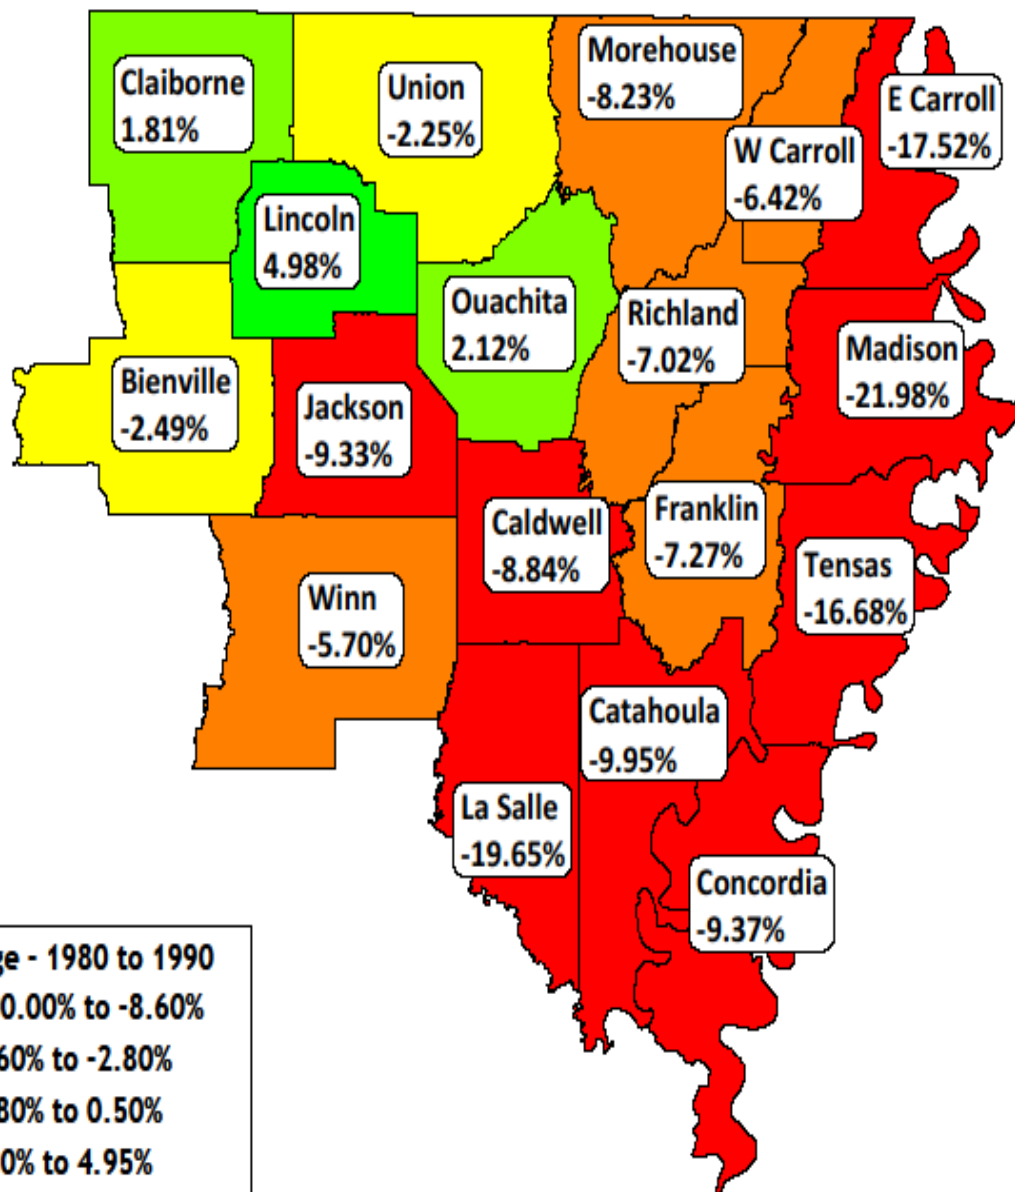 Claiborne
1.81%
Union
-2.25%
Morehouse
-8.23%
E Carroll
-17.52%
W Carroll
-6.42%
Lincoln
4.98%
Ouachita
2.12%
Richland
-7.02%
Madison
-21.98%
Bienville
-2.49%
Jackson
-9.33%
Caldwell
-8.84%
Franklin
-7.27%
Tensas
-16.68%
Winn
-5.70%
Catahoula
-9.95%
La Salle
-19.65%
Concordia
-9.37%
ge - 1980 to 1990
0.00% to -8.60%
60% to -2.80%
80% to 0.50%
0% to 4.95%